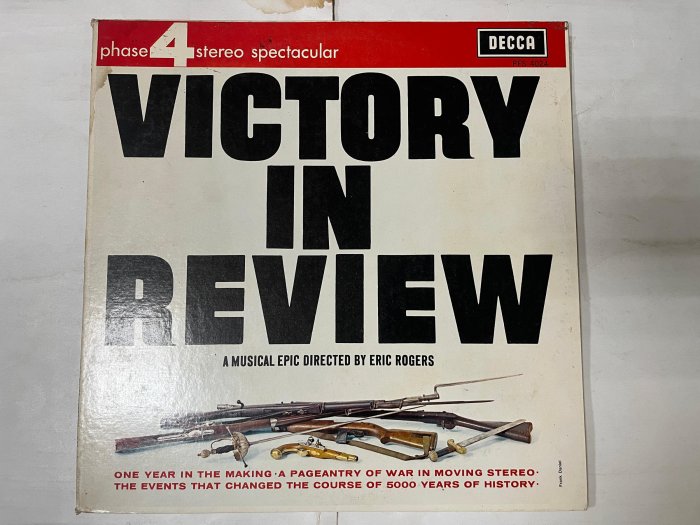 phase 4 stereo spectacular
DECCA
VICTORY
IN
REVIEW
A MUSICAL EPIC DIRECTED BY ERIC ROGERS
ONE YEAR IN THE MAKING · A PAGEANTRY OF WAR IN MOVING STEREO·
THE EVENTS THAT CHANGED THE COURSE OF 5000 YEARS OF HISTORY·